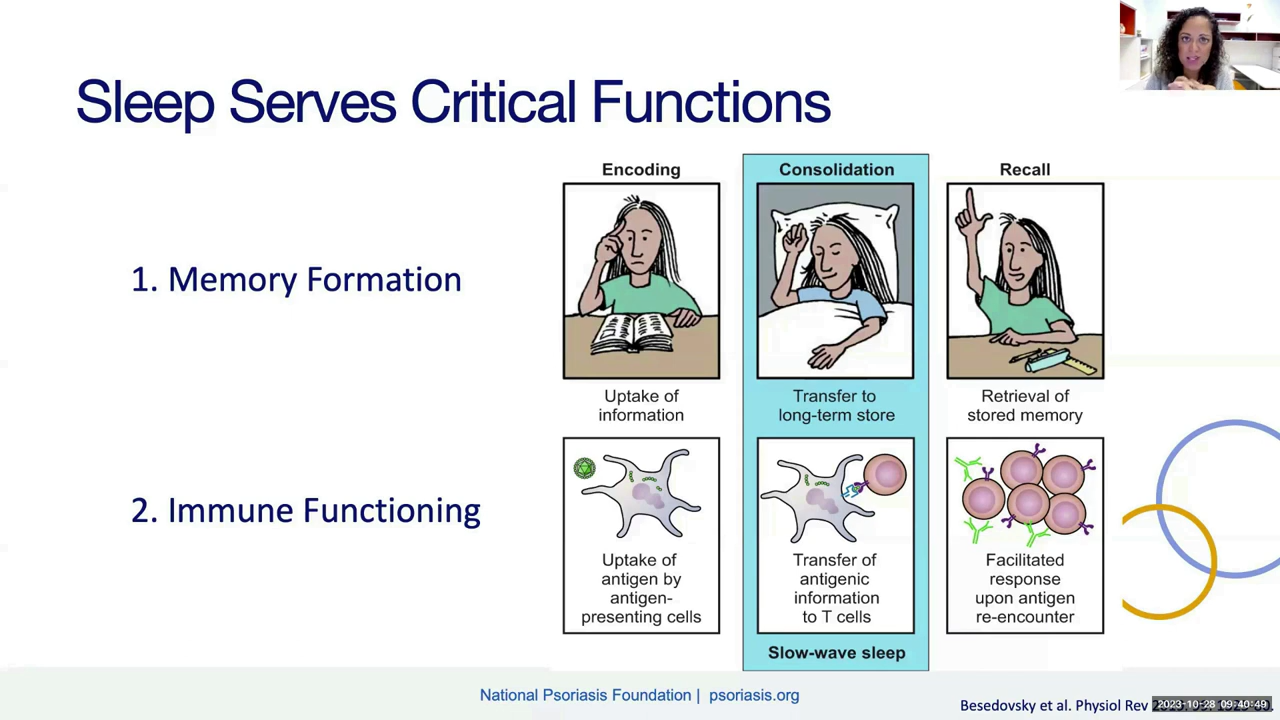 Sleep Serves Critical Functions
Encoding
Consolidation
Recall
1. Memory Formation
Uptake of
information
Transfer to
long-term store
Retrieval of
stored memory
2. Immune Functioning
Uptake of
antigen by
antigen-
presenting cells
Transfer of
antigenic
information
to T cells
Facilitated
response
upon antigen
re-encounter
Slow-wave sleep
National Psoriasis Foundation | psoriasis.org
Besedovsky et al. Physiol Rev
2023-10-28 09:40:49